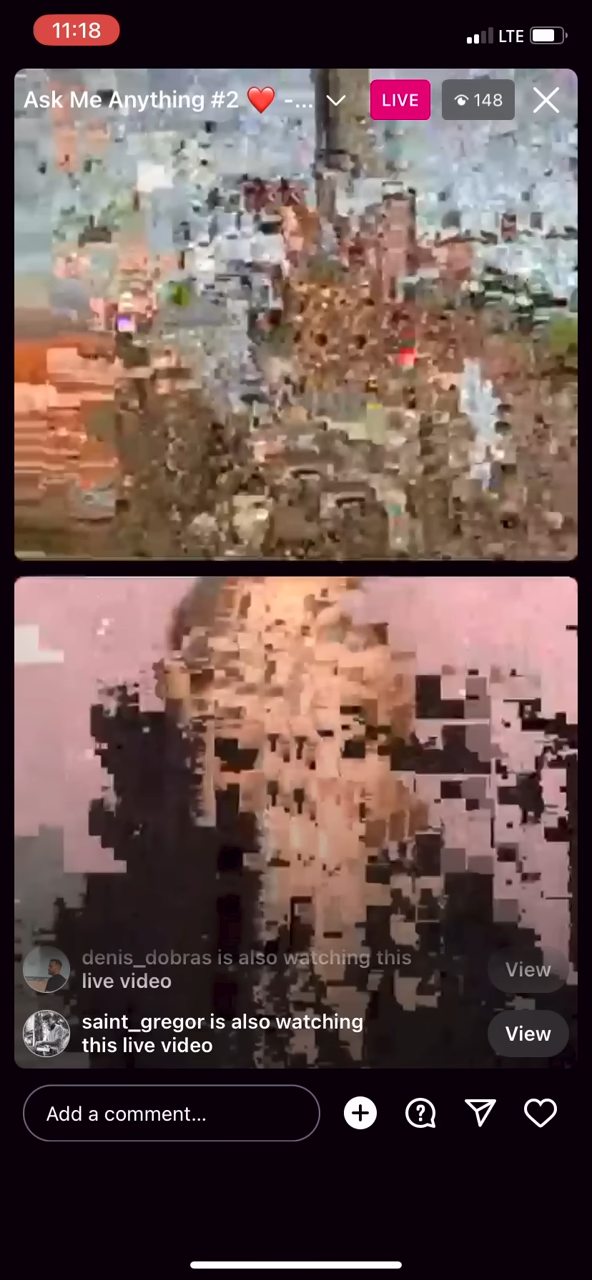 11:18
LTE
Ask Me Anything #2 ❤️ -...
LIVE
148
denis_dobras is also watching this
live video
View
saint_gregor is also watching
this live video
View
Add a comment...